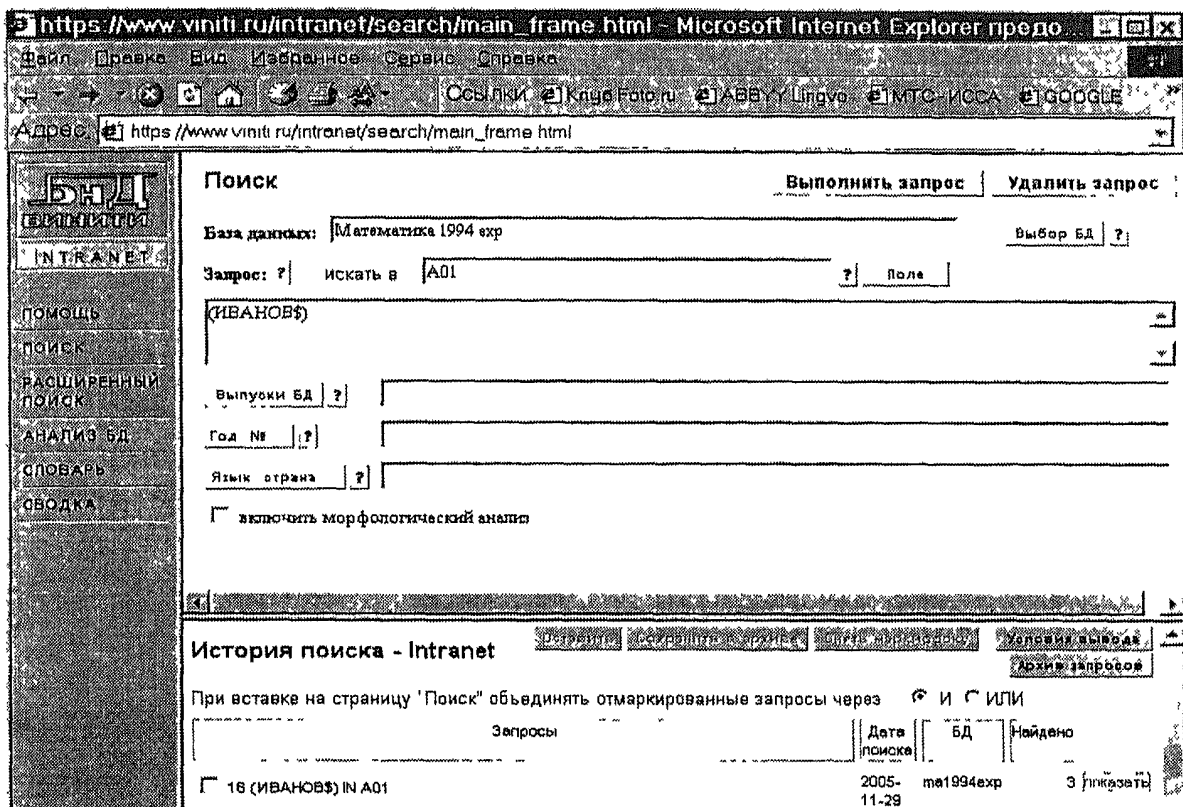 https://www.viniti.ru/intranet/search/main_frame html - Microsoft Internet Explorer предо...
Файл Правка Вид Избранное Сервис Справка
Ссылки Клуб Foto ru ABBYY Lingvo МТС-ИССА GOOGLE
Адрес https //www viniti ru/intranet/search/main_frame html
БнД
ВИНИТИ
INTRANET
ПОМОЩЬ
ПОИСК
РАСШИРЕННЫЙ
ПОИСК
АНАЛИЗ БД
СЛОВАРЬ
СВОДКА
Поиск Выполнить запрос Удалить запрос
База данных: Математика 1994 exp Выбор БД ?
Запрос: ? искать в A01 ? Поле
(ИВАНОВ$)
Выпуски БД ?
Год № ?
Язык страна ?
включить морфологический анализ
История поиска - Intranet Условия вывода
Архив запросов
При вставке на страницу "Поиск" объединять отмаркированные запросы через И ИЛИ
Запросы Дата поиска БД Найдено
16 (ИВАНОВ$) IN A01 2005-11-29 ma1994exp 3 показать